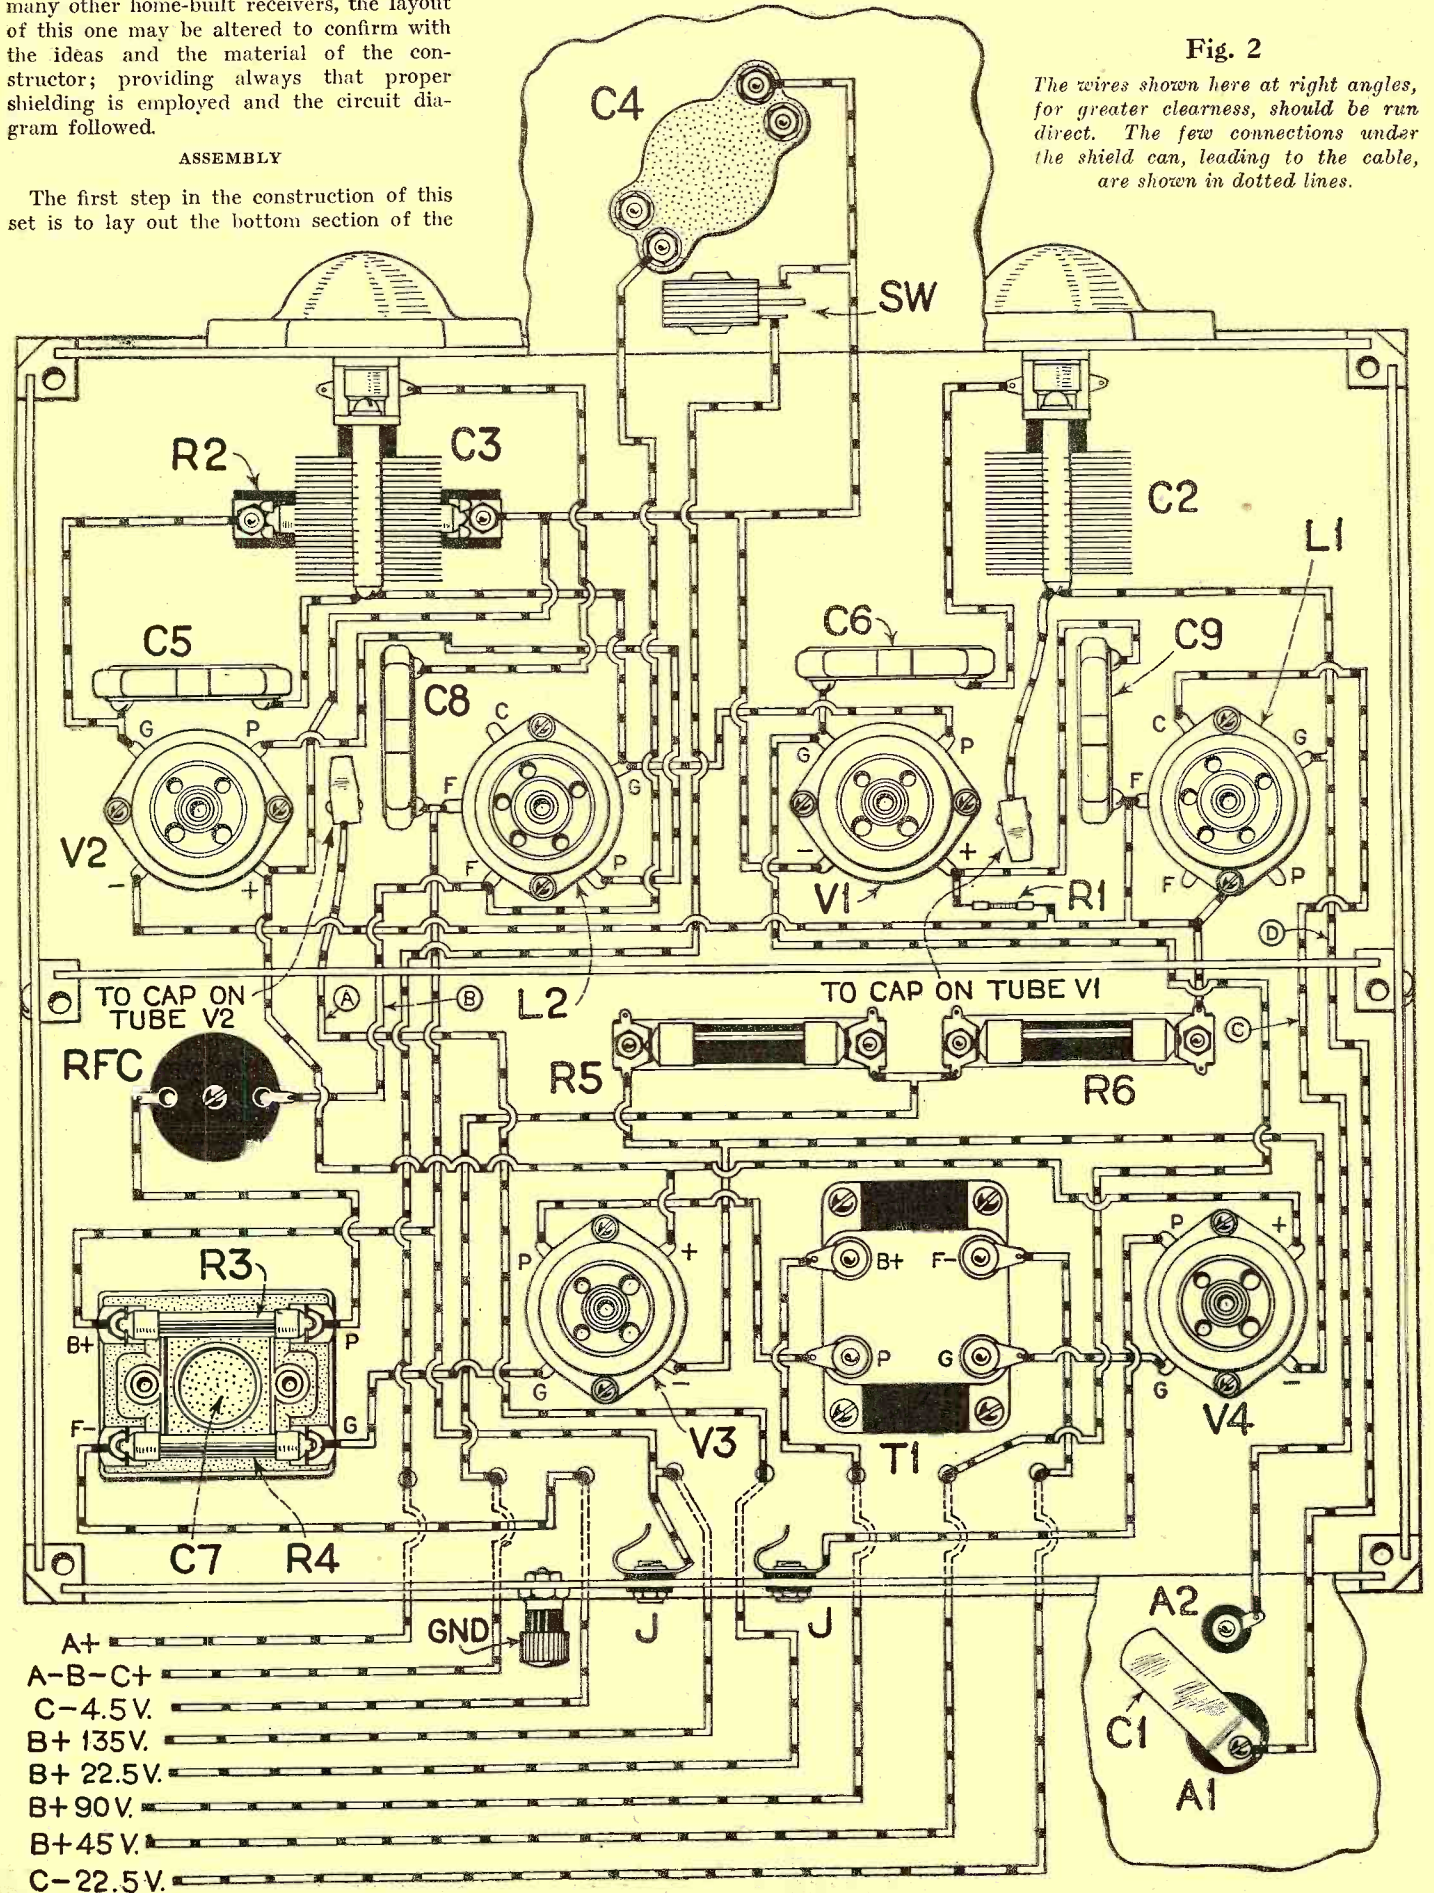 many other home-built receivers, the layout
of this one may be altered to confirm with
the ideas and the material of the con-
structor; providing always that proper
shielding is employed and the circuit dia-
gram followed.
ASSEMBLY
The first step in the construction of this
set is to lay out the bottom section of the
Fig. 2
The wires shown here at right angles,
for greater clearness, should be run
direct. The few connections under
the shield can, leading to the cable,
are shown in dotted lines.
C4
SW
R2
C3
C2
L1
C5
C8
C6
C9
G
P
C
G
P
C
G
F
G
F
V2
-
+
F
P
-
+
V1
R1
F
P
D
TO CAP ON
TUBE V2
A
B
L2
TO CAP ON TUBE V1
C
RFC
R5
R6
P
+
B+
F-
P
+
R3
B+
P
P
G
F-
G
G
-
G
-
V3
T1
V4
C7
R4
GND
J
J
A2
C1
A1
A+
A-B-C+
C-4.5V.
B+ 135V.
B+ 22.5V.
B+90V.
B+45V.
C-22.5V.